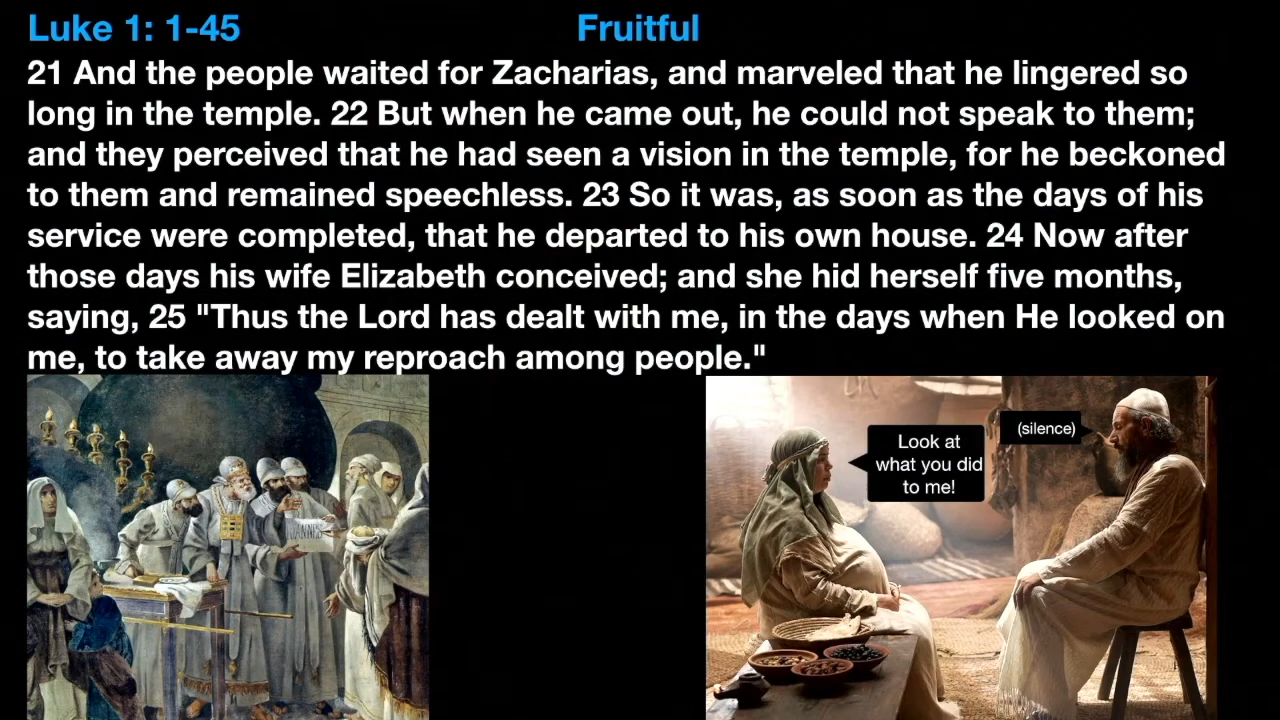 Luke 1: 1-45
Fruitful
21 And the people waited for Zacharias, and marveled that he lingered so
long in the temple. 22 But when he came out, he could not speak to them;
and they perceived that he had seen a vision in the temple, for he beckoned
to them and remained speechless. 23 So it was, as soon as the days of his
service were completed, that he departed to his own house. 24 Now after
those days his wife Elizabeth conceived; and she hid herself five months,
saying, 25 "Thus the Lord has dealt with me, in the days when He looked on
me, to take away my reproach among people."
Look at
what you did
to me!
(silence)